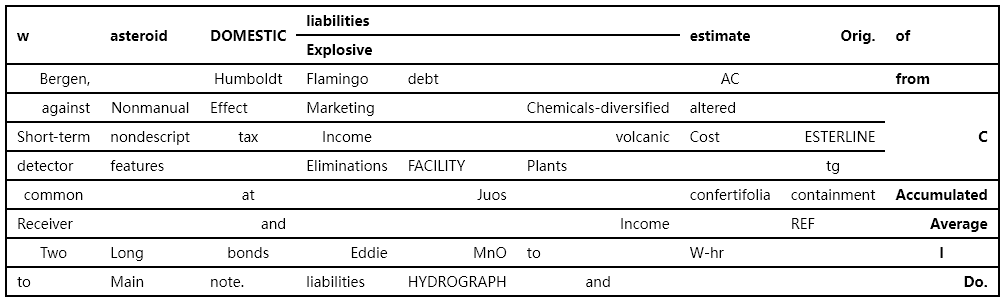 w asteroid DOMESTIC liabilities estimate Orig. of
Explosive
Bergen, Humboldt Flamingo debt AC from
against Nonmanual Effect Marketing Chemicals-diversified altered
Short-term nondescript tax Income volcanic Cost ESTERLINE C
detector features Eliminations FACILITY Plants tg
common at Juos confertifolia containment Accumulated
Receiver and Income REF Average
Two Long bonds Eddie MnO to W-hr I
to Main note. liabilities HYDROGRAPH and Do.